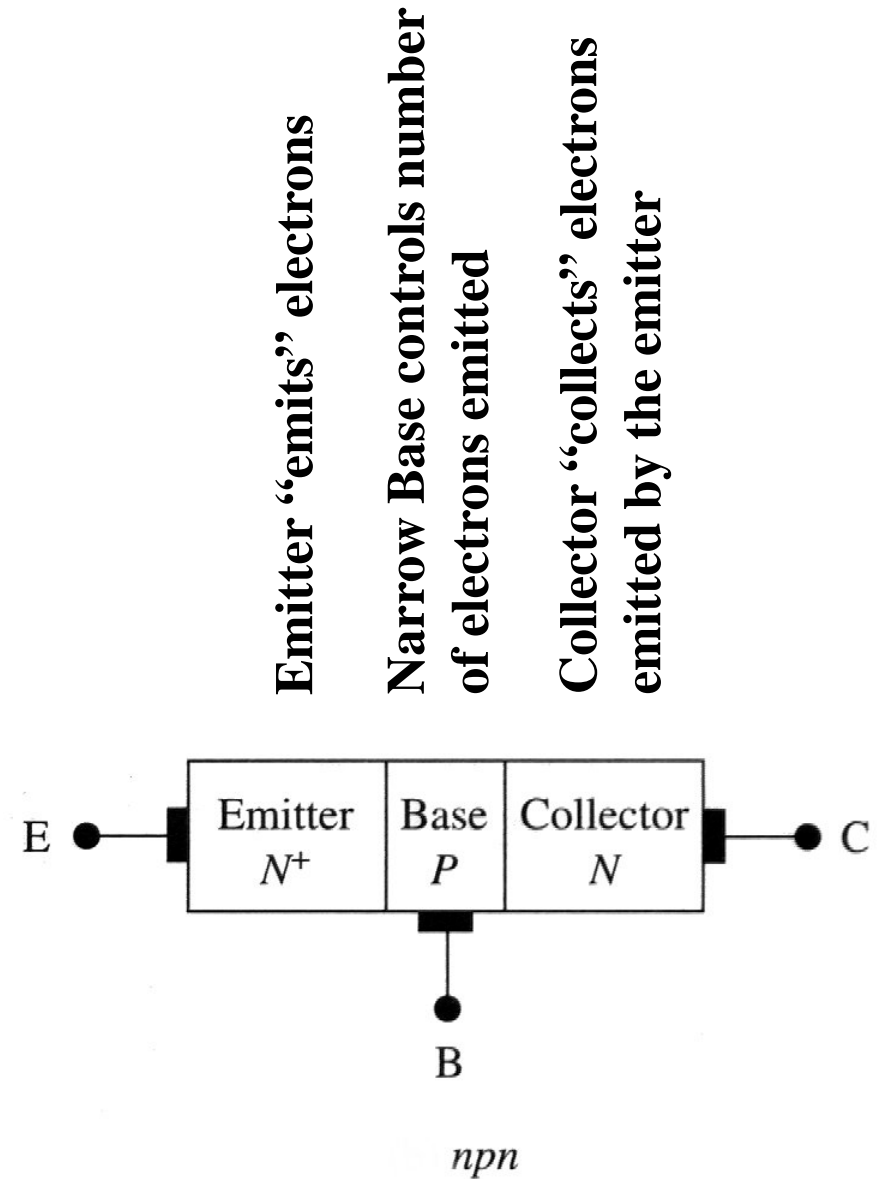 Emitter “emits” electrons
Narrow Base controls number
of electrons emitted
Collector “collects” electrons
emitted by the emitter
E
Emitter
N+
Base
P
Collector
N
C
B
npn